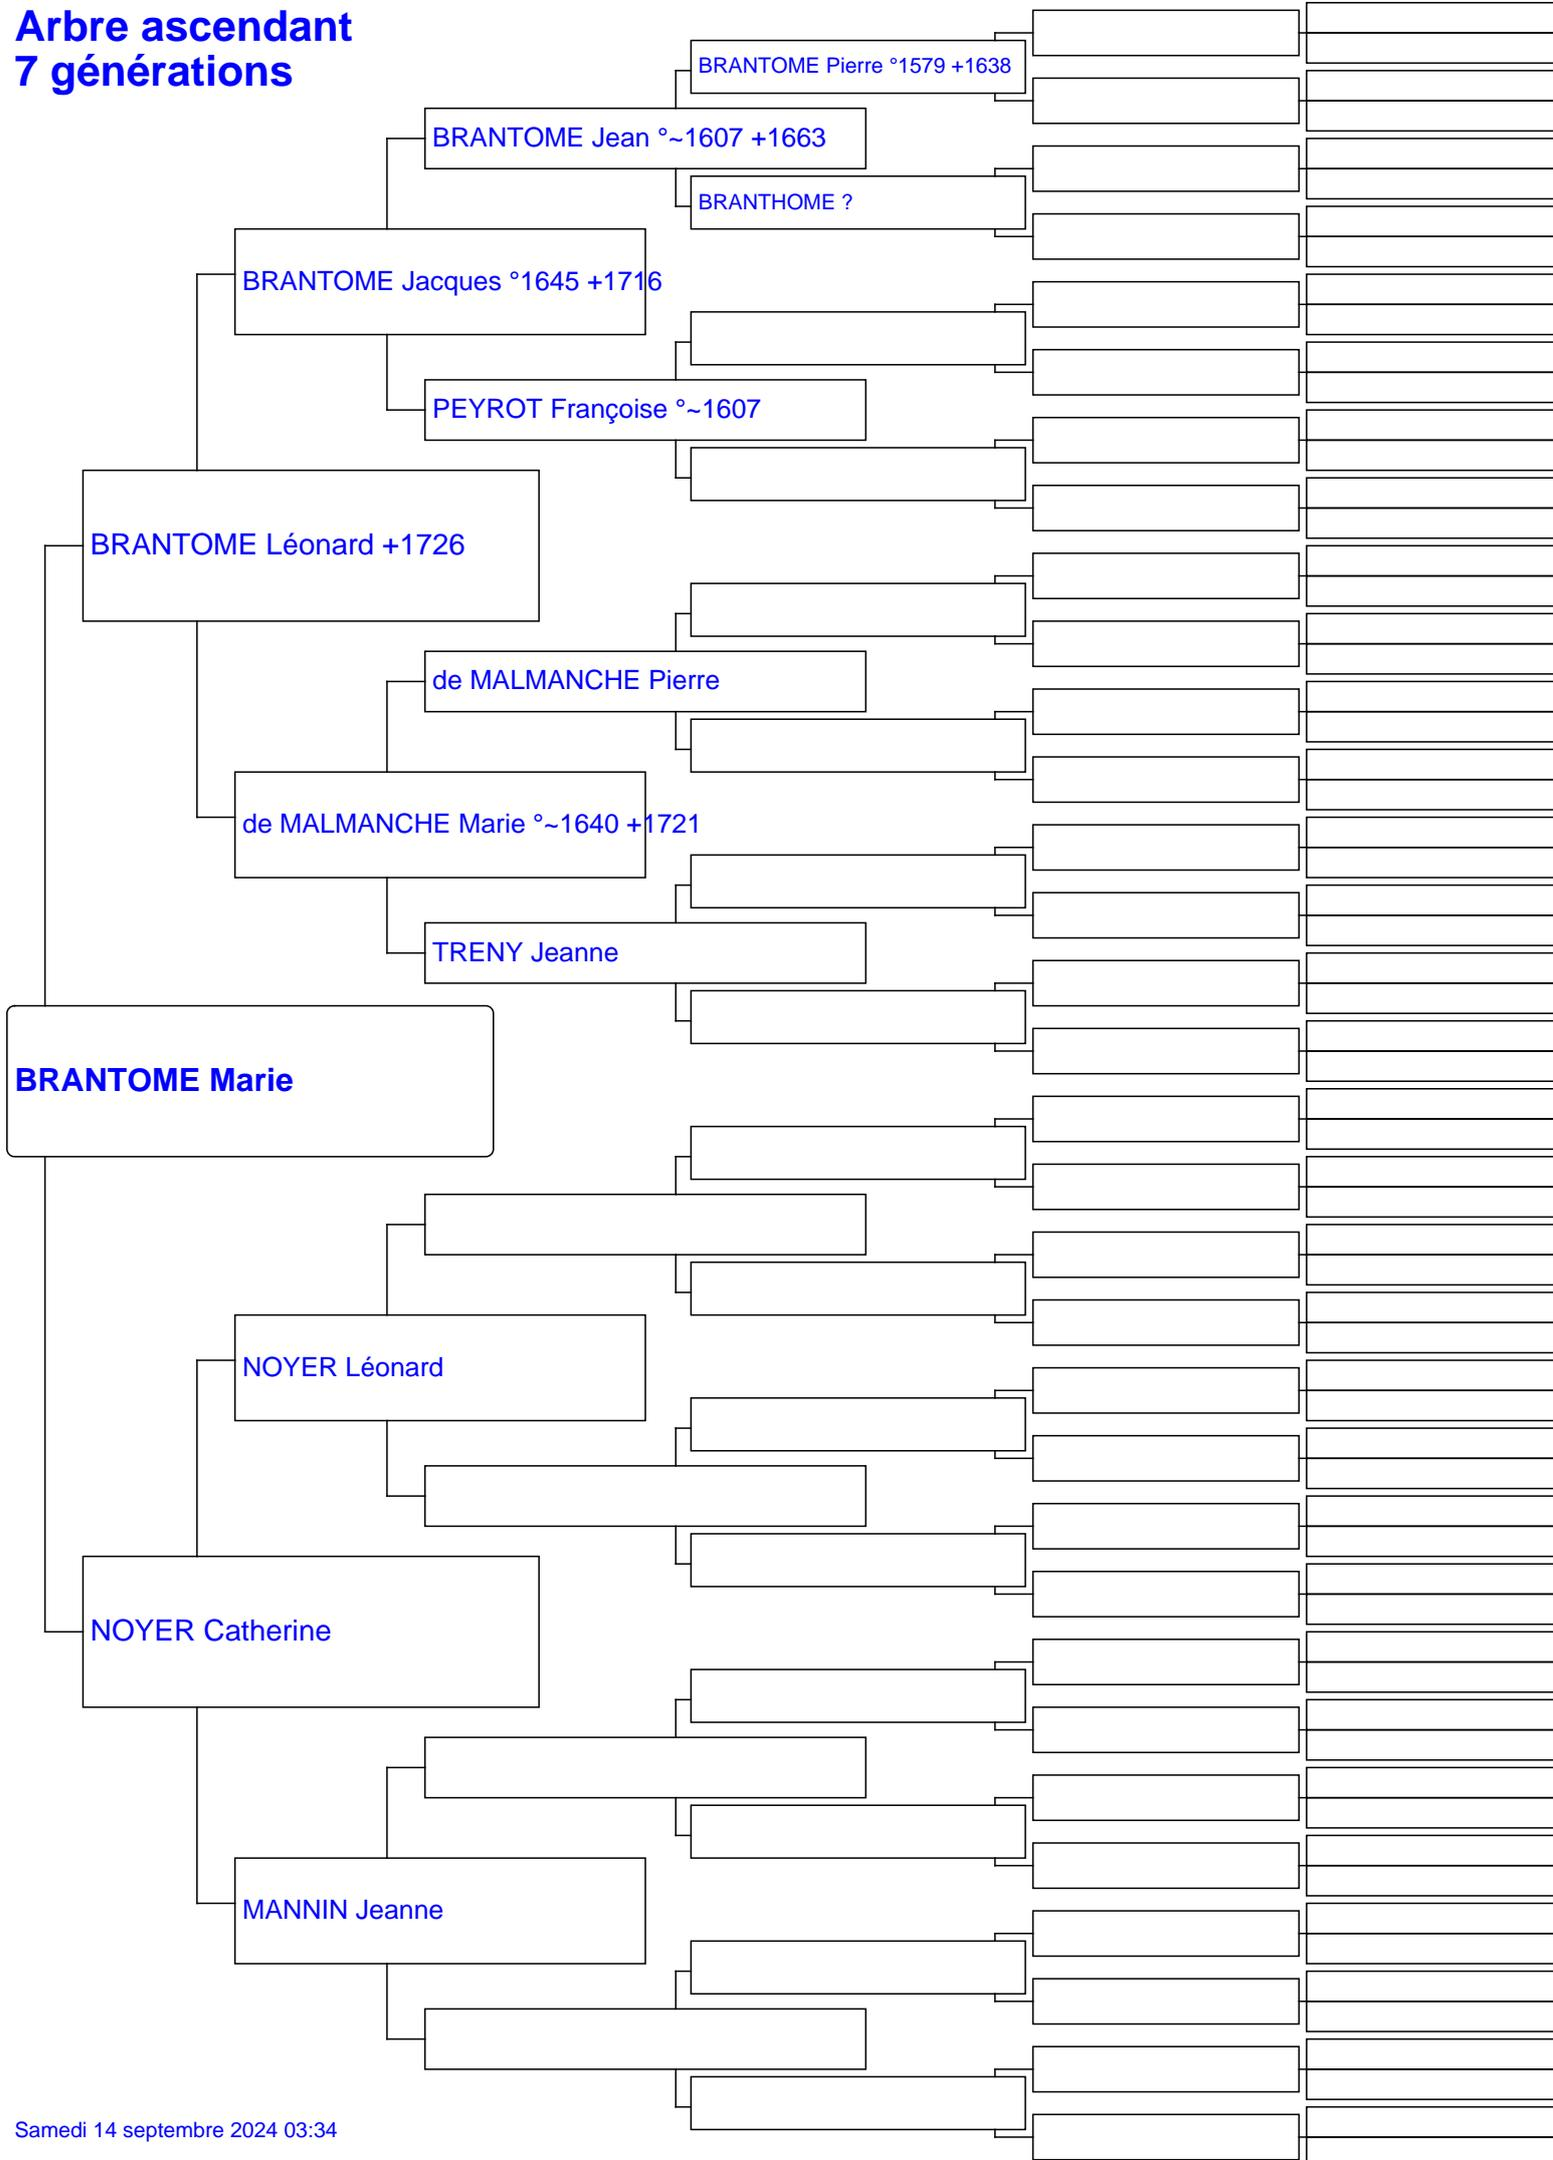 Arbre ascendant
7 générations
BRANTOME Pierre °1579 +1638
BRANTOME Jean °~1607 +1663
BRANTHOME ?
BRANTOME Jacques °1645 +1716
PEYROT Françoise °~1607
BRANTOME Léonard +1726
de MALMANCHE Pierre
de MALMANCHE Marie °~1640 +1721
TRENY Jeanne
BRANTOME Marie
NOYER Léonard
NOYER Catherine
MANNIN Jeanne
Samedi 14 septembre 2024 03:34